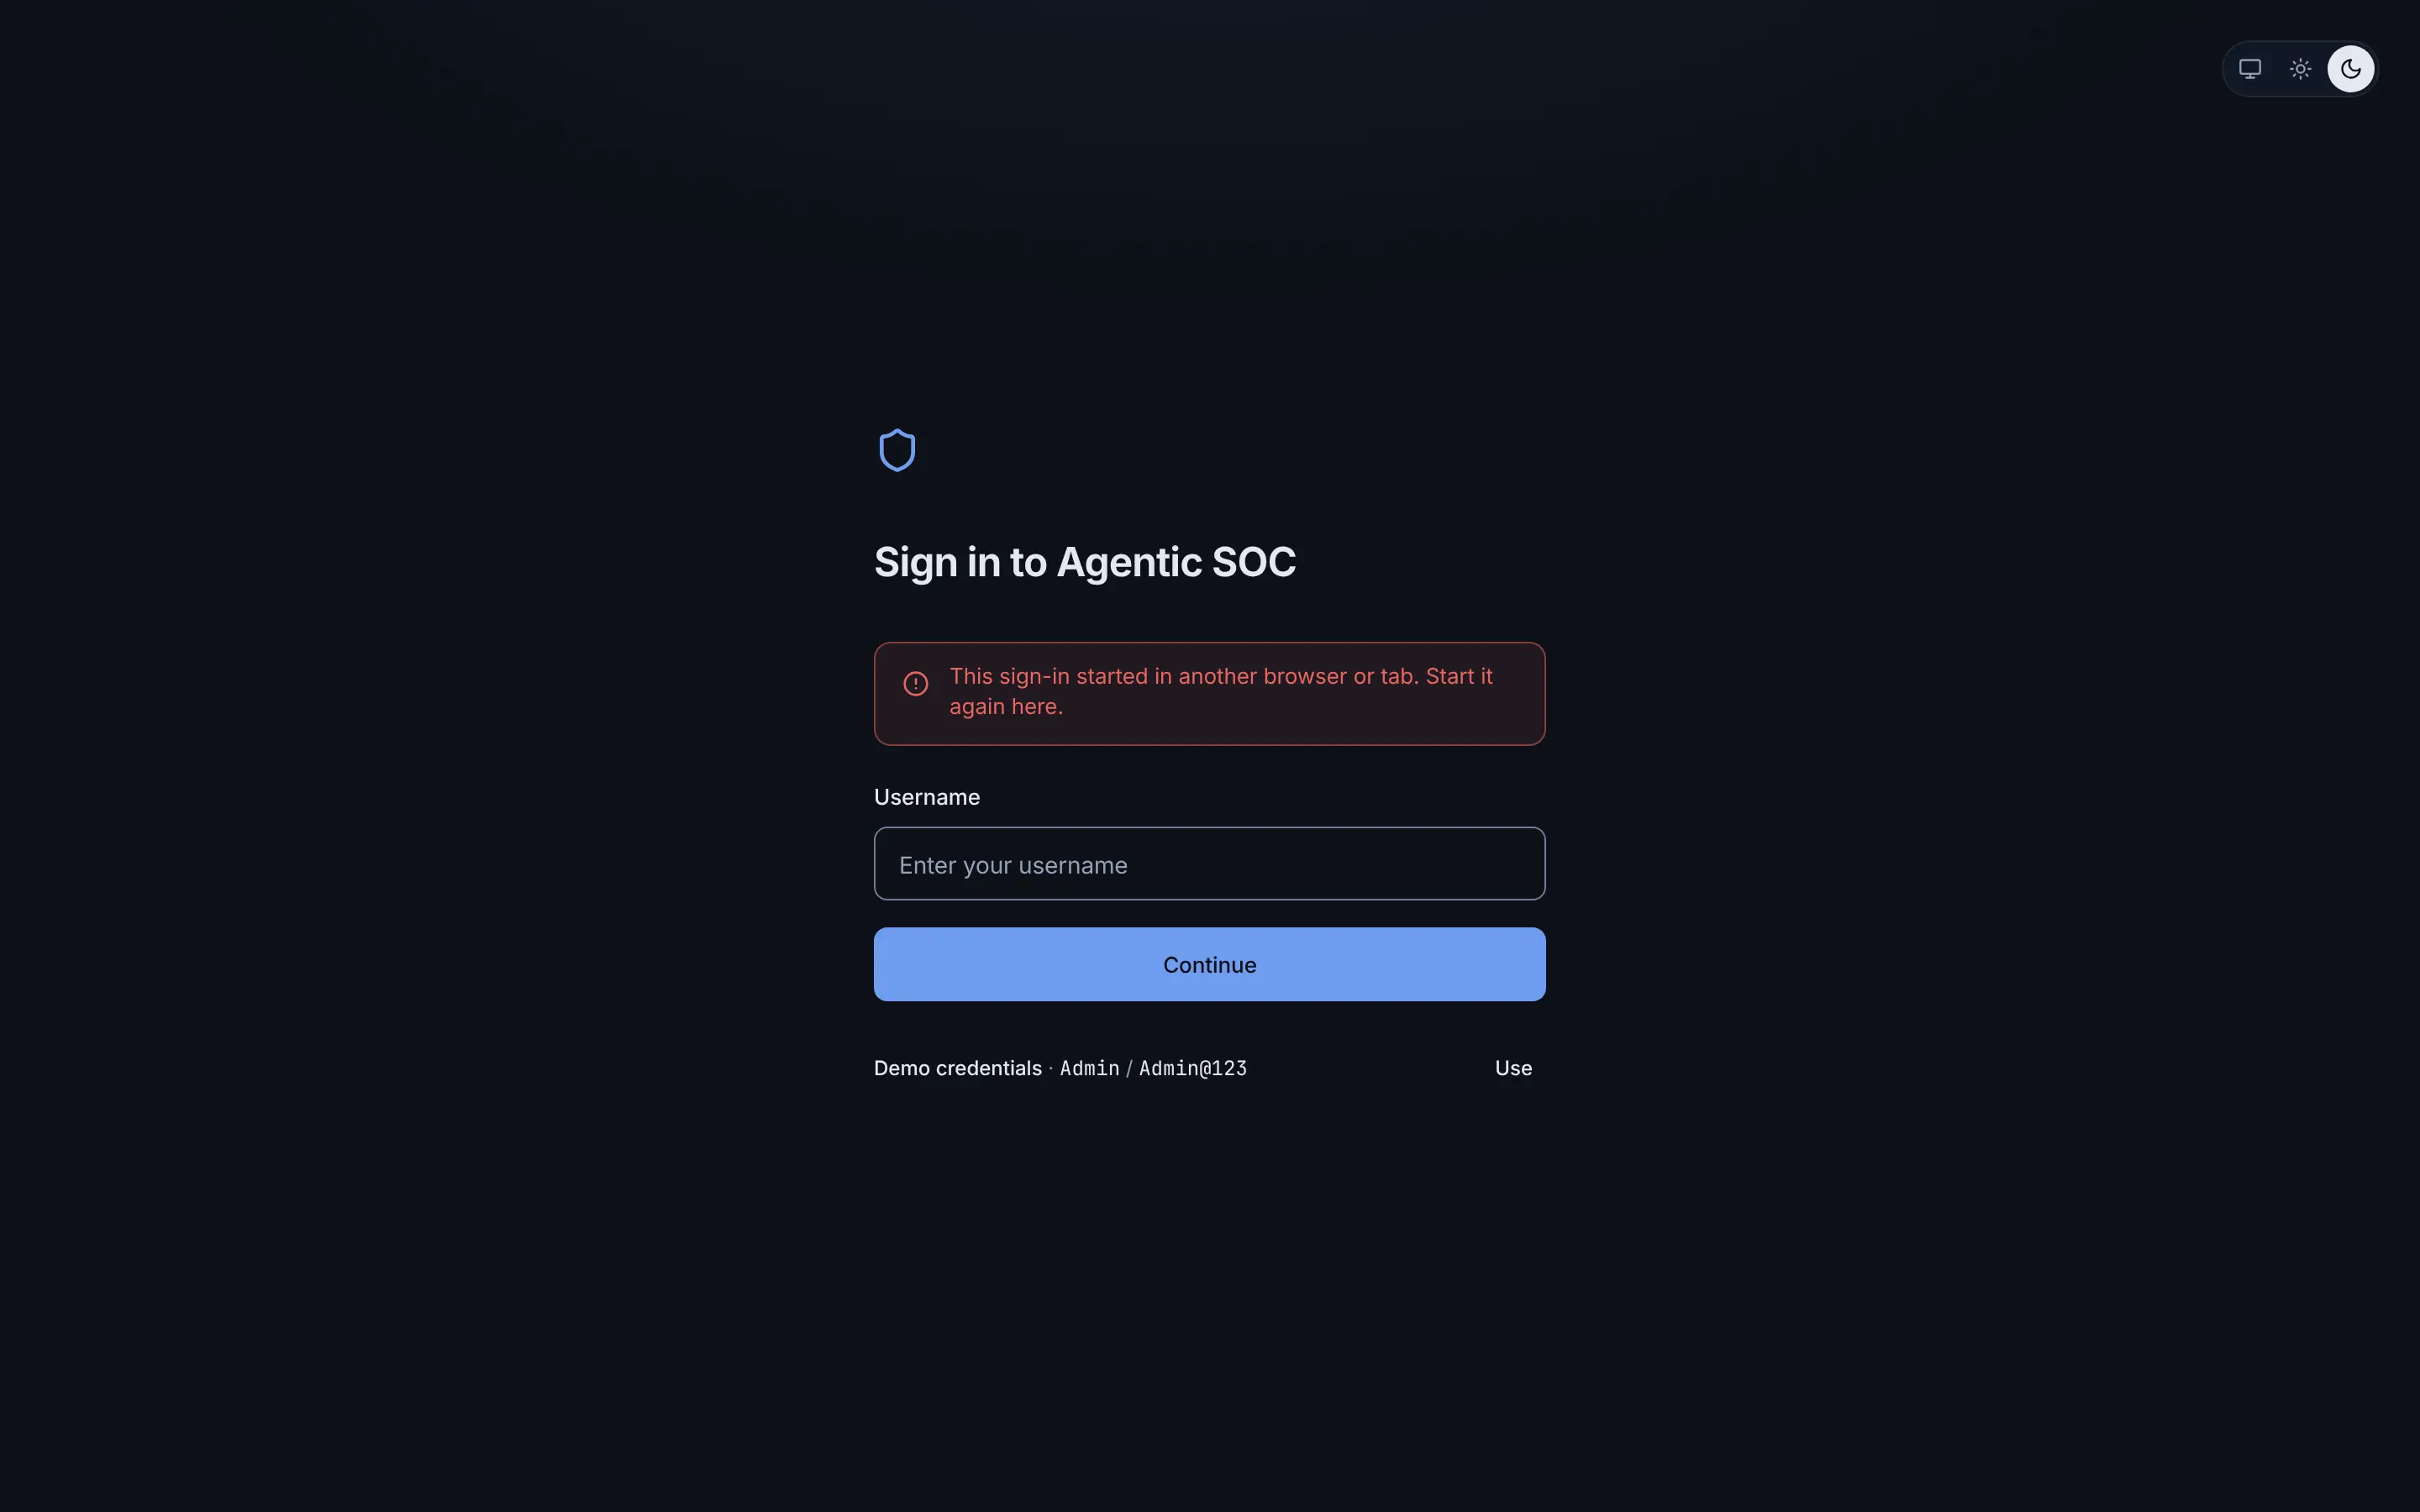 Sign in to Agentic SOC
This sign-in started in another browser or tab. Start it
again here.
Username
Enter your username
Continue
Demo credentials · Admin / Admin@123 Use